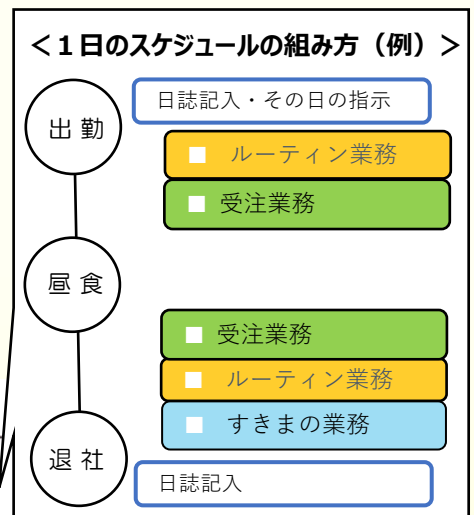 ＜１日のスケジュールの組み方（例）＞
出勤
日誌記入・その日の指示
■ ルーティン業務
■ 受注業務
昼食
■ 受注業務
■ ルーティン業務
■ すきまの業務
退社
日誌記入